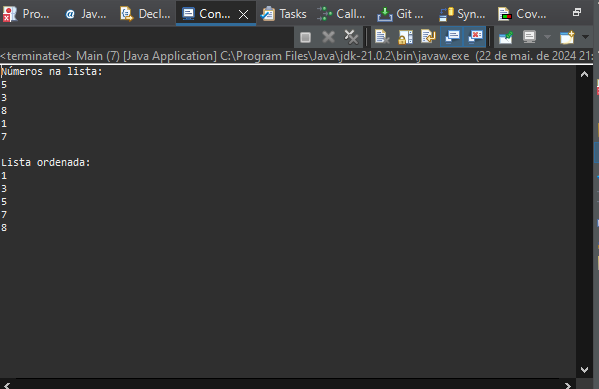 Pro... Java... Decl... Con... Tasks Call... Git ... Syn... Cov...
<terminated> Main (7) [Java Application] C:\Program Files\Java\jdk-21.0.2\bin\javaw.exe (22 de mai. de 2024 21:
Números na lista:
5
3
8
1
7
Lista ordenada:
1
3
5
7
8